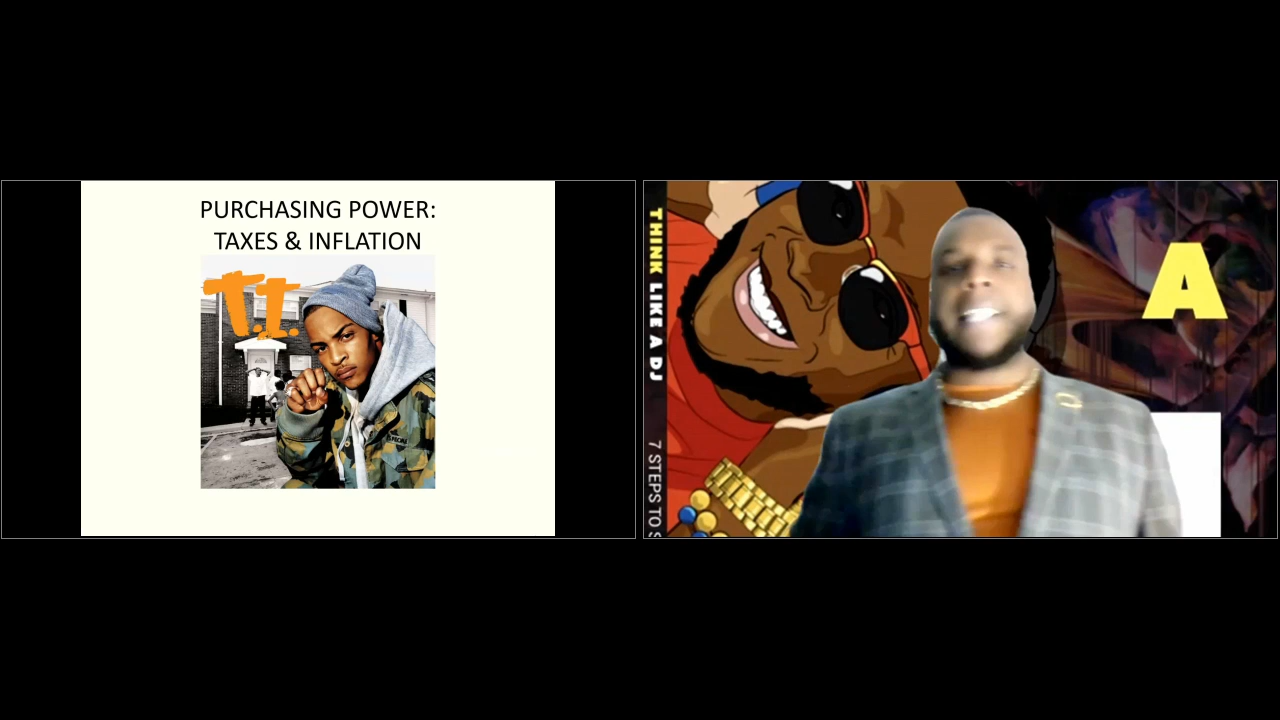 PURCHASING POWER:
TAXES & INFLATION
T.I.
THINK LIKE A DJ
7 STEPS TO S
A